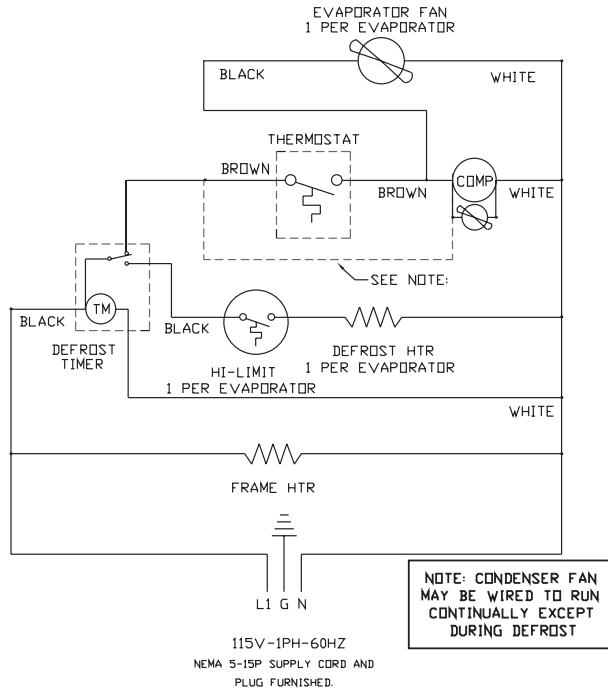 EVAPORATOR FAN
1 PER EVAPORATOR
BLACK
WHITE
THERMOSTAT
BROWN
BROWN
COMP
WHITE
SEE NOTE:
TM
BLACK
BLACK
DEFROST
TIMER
DEFROST HTR
1 PER EVAPORATOR
HI-LIMIT
1 PER EVAPORATOR
WHITE
FRAME HTR
L1 G N
NOTE: CONDENSER FAN
MAY BE WIRED TO RUN
CONTINUALLY EXCEPT
DURING DEFROST
115V-1PH-60HZ
NEMA 5-15P SUPPLY CORD AND
PLUG FURNISHED.